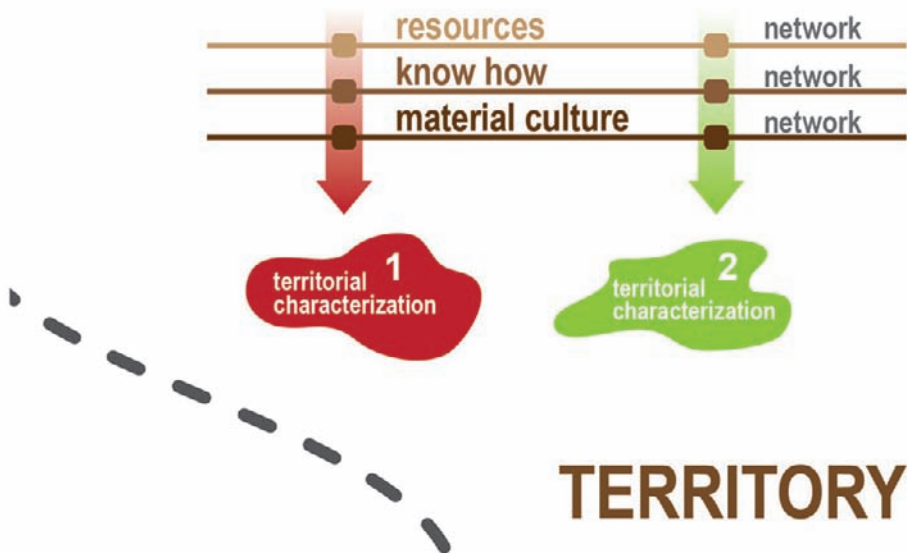 resources network
know how network
material culture network
1
territorial
characterization
2
territorial
characterization
TERRITORY